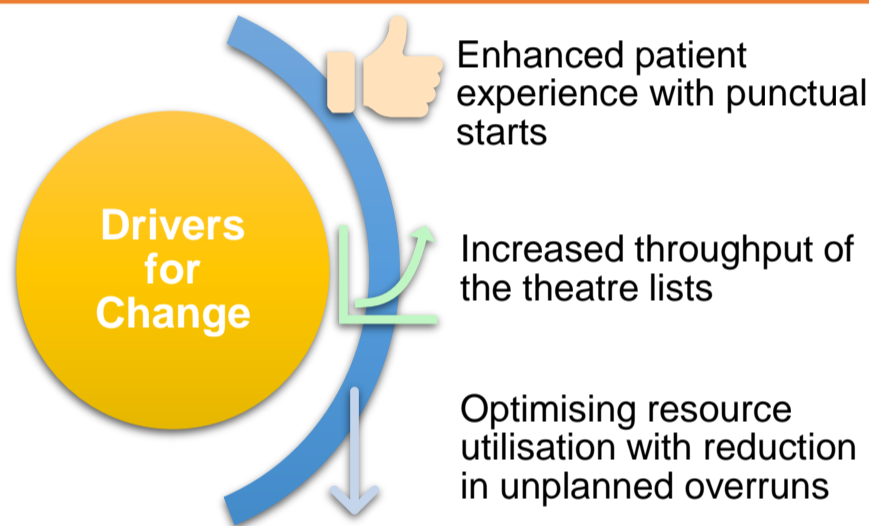 Drivers
for
Change
Enhanced patient
experience with punctual
starts
Increased throughput of
the theatre lists
Optimising resource
utilisation with reduction
in unplanned overruns